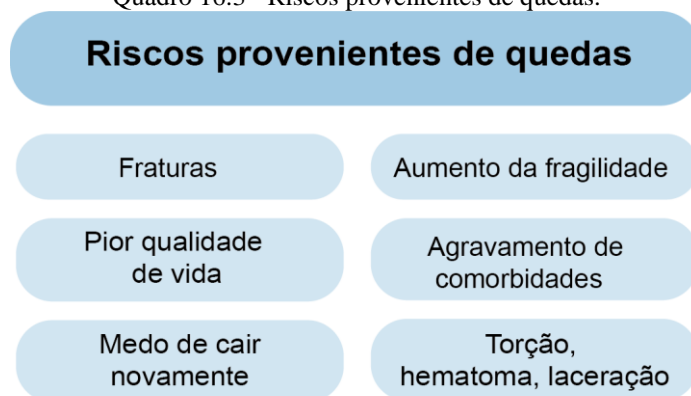 Quadro 16.3 - Riscos provenientes de quedas.
Riscos provenientes de quedas
Fraturas
Aumento da fragilidade
Pior qualidade
de vida
Agravamento de
comorbidades
Medo de cair
novamente
Torção,
hematoma, laceração